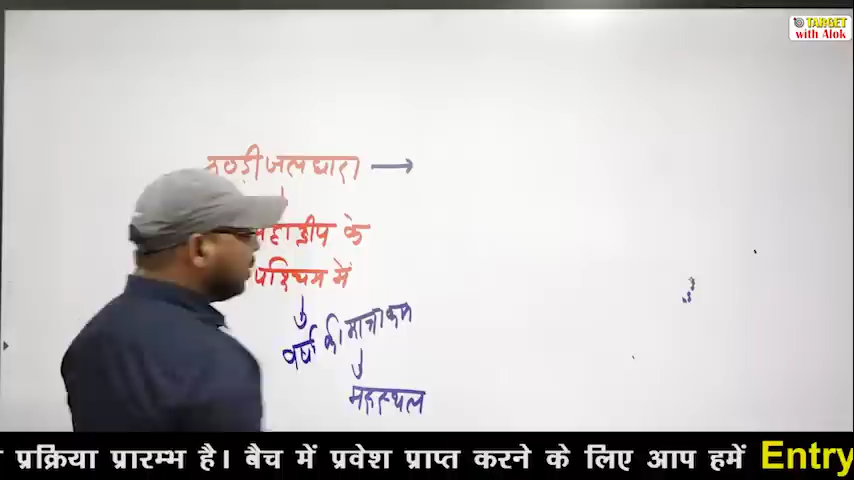 TARGET
with Alok
ठण्डी जलधारा →
महाद्वीप के
पश्चिम में
वर्षा की मात्रा कम
मरुस्थल
प्रक्रिया प्रारम्भ है। बैच में प्रवेश प्राप्त करने के लिए आप हमें Entry